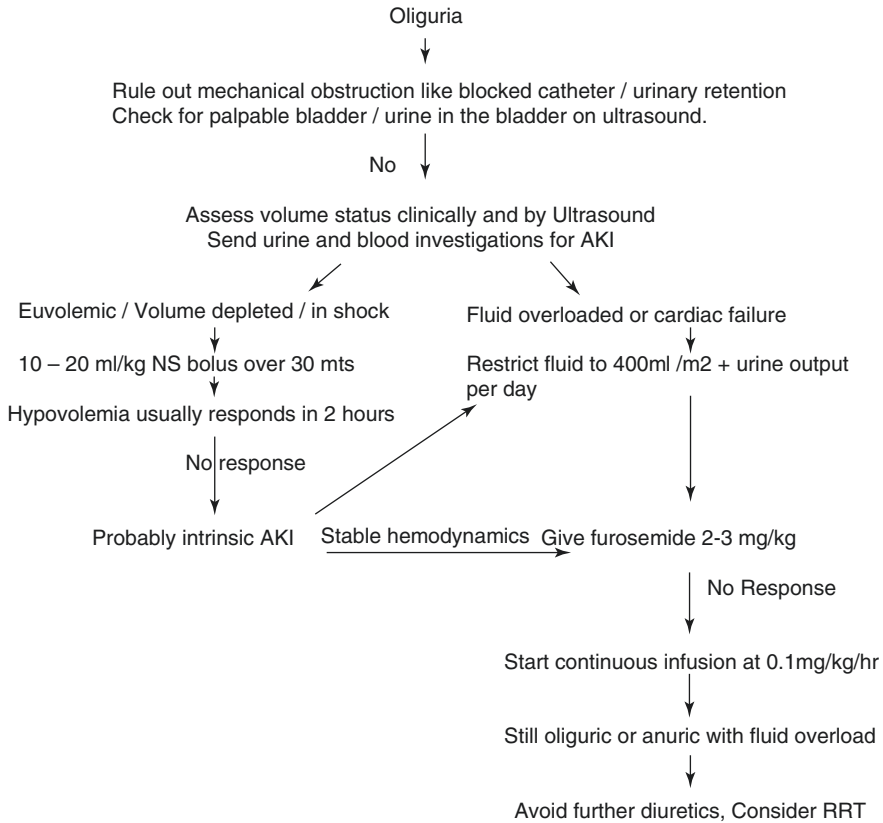 Oliguria
Rule out mechanical obstruction like blocked catheter / urinary retention
Check for palpable bladder / urine in the bladder on ultrasound.
No
Assess volume status clinically and by Ultrasound
Send urine and blood investigations for AKI
Euvolemic / Volume depleted / in shock
10 – 20 ml/kg NS bolus over 30 mts
Hypovolemia usually responds in 2 hours
No response
Probably intrinsic AKI
Fluid overloaded or cardiac failure
Restrict fluid to 400ml /m2 + urine output
per day
Stable hemodynamics
Give furosemide 2-3 mg/kg
No Response
Start continuous infusion at 0.1mg/kg/hr
Still oliguric or anuric with fluid overload
Avoid further diuretics, Consider RRT